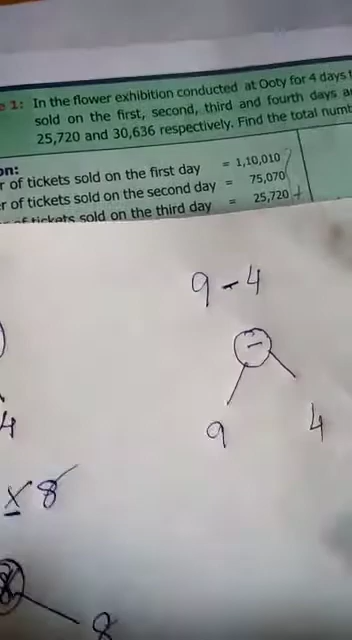 e 1: In the flower exhibition conducted at Ooty for 4 days
sold on the first, second, third and fourth days
25,720 and 30,636 respectively. Find the total
on:
r of tickets sold on the first day = 1,10,010
r of tickets sold on the second day = 75,070
of tickets sold on the third day = 25,720 +
9 - 4
-
9 4
4
x 8
8